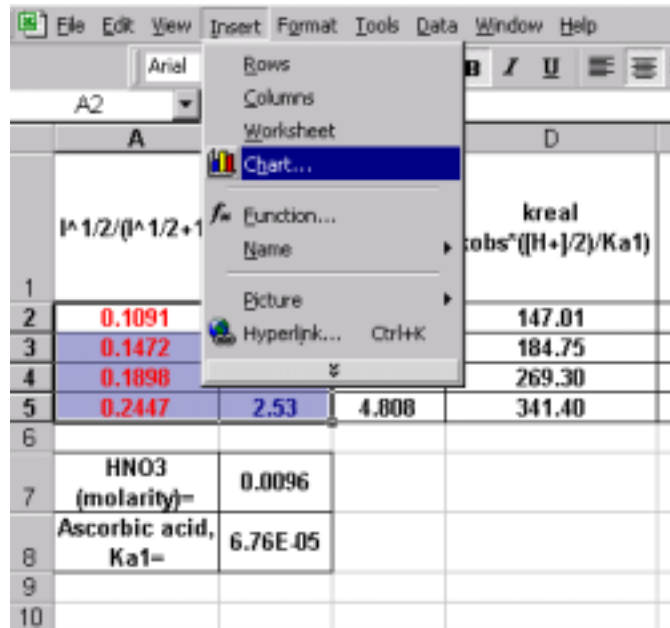 File Edit View Insert Format Tools Data Window Help
Arial B I U
A2
A D
Rows
Columns
Worksheet
Chart...
Function...
Name
Picture
Hyperlink... Ctrl+K
1 I^1/2/(I^1/2+1 kreal
obs*([H+]/2)/Ka1)
2 0.1091 147.01
3 0.1472 184.75
4 0.1898 269.30
5 0.2447 2.53 4.808 341.40
6
7 HNO3
(molarity)= 0.0096
8 Ascorbic acid,
Ka1= 6.76E-05
9
10